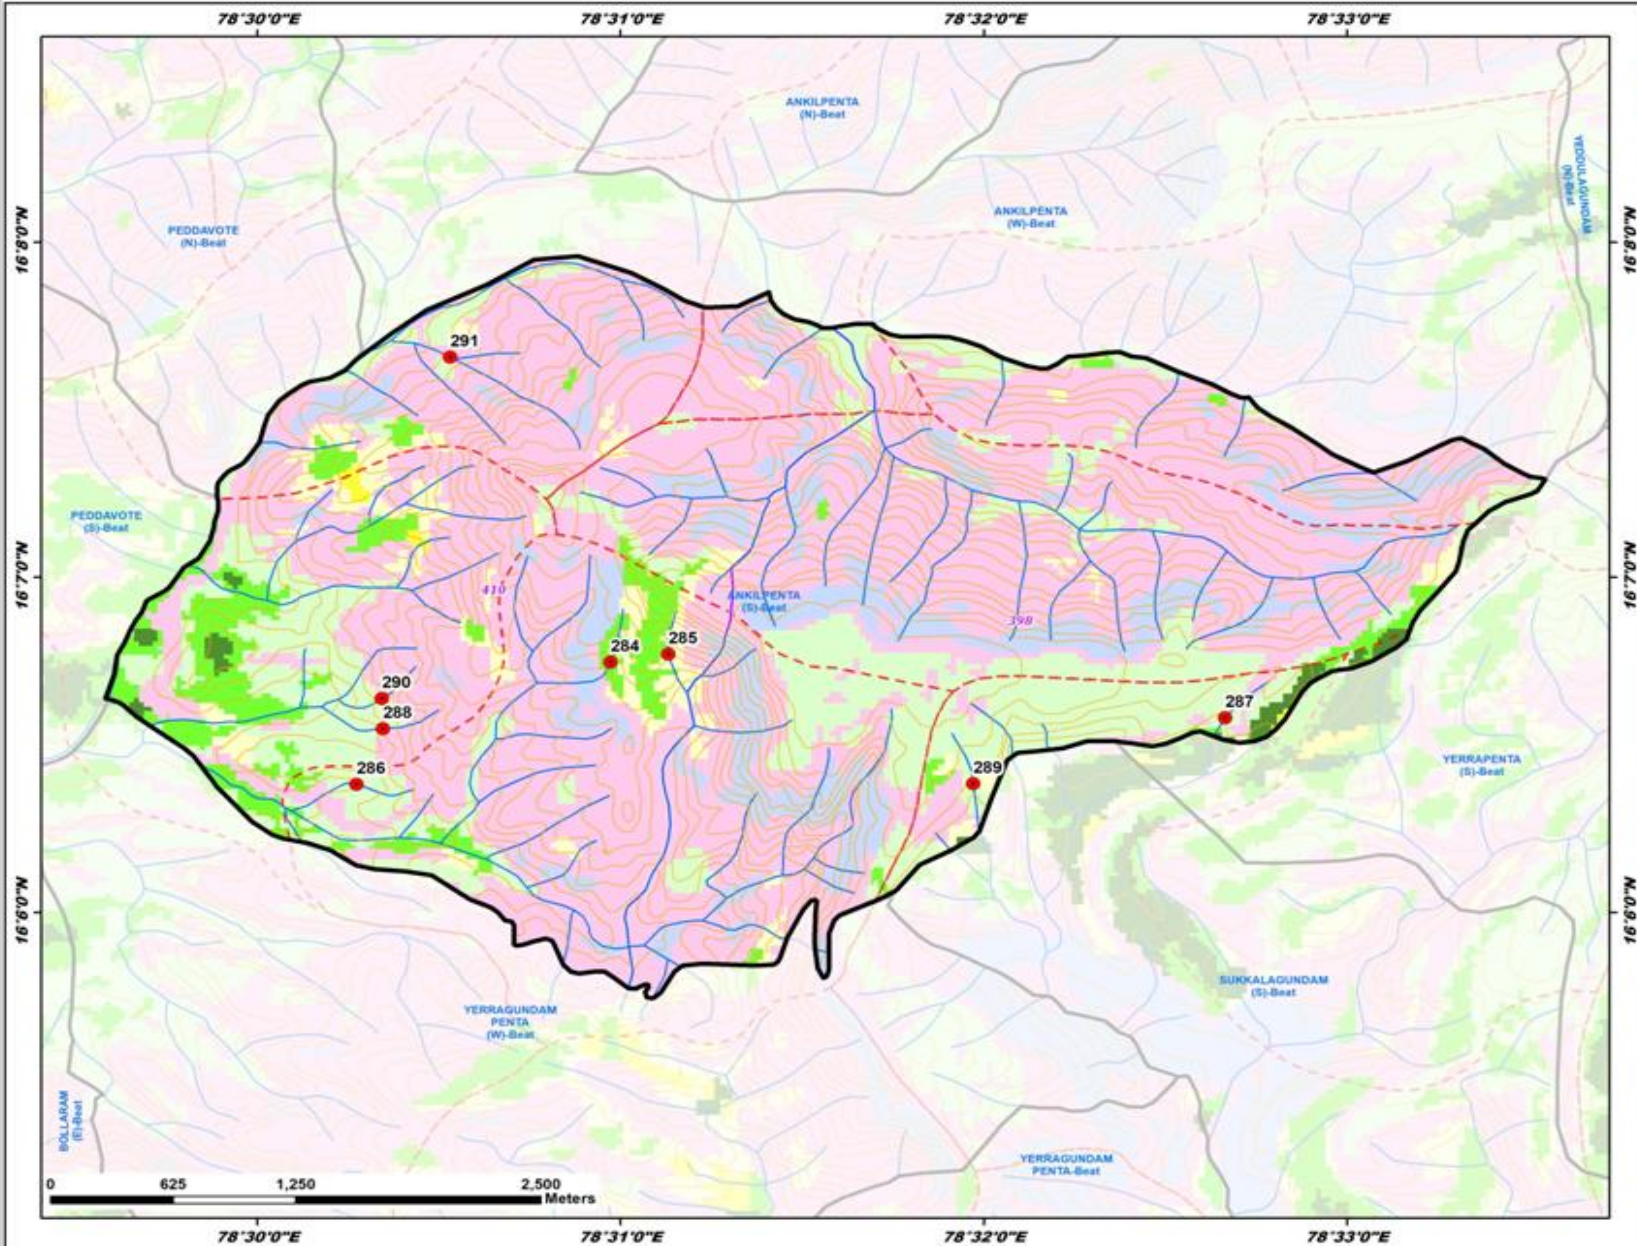 78°30'0"E
78°31'0"E
78°32'0"E
78°33'0"E
ANKILPENTA
(N)-Beat
YEDDULAGUNDAM
(N)-Beat
16°8'0"N
PEDDAVOTE
(N)-Beat
ANKILPENTA
(W)-Beat
16°8'0"N
291
PEDDAVOTE
(S)-Beat
16°7'0"N
410
ANKILPENTA
(S)-Beat
398
16°7'0"N
284
285
290
288
287
286
289
YERRAPENTA
(S)-Beat
16°6'0"N
16°6'0"N
YERRAGUNDAM
PENTA
(W)-Beat
SUKKALAGUNDAM
(S)-Beat
BOLLARAM
(E)-Beat
YERRAGUNDAM
PENTA-Beat
0
625
1,250
2,500
Meters
78°30'0"E
78°31'0"E
78°32'0"E
78°33'0"E